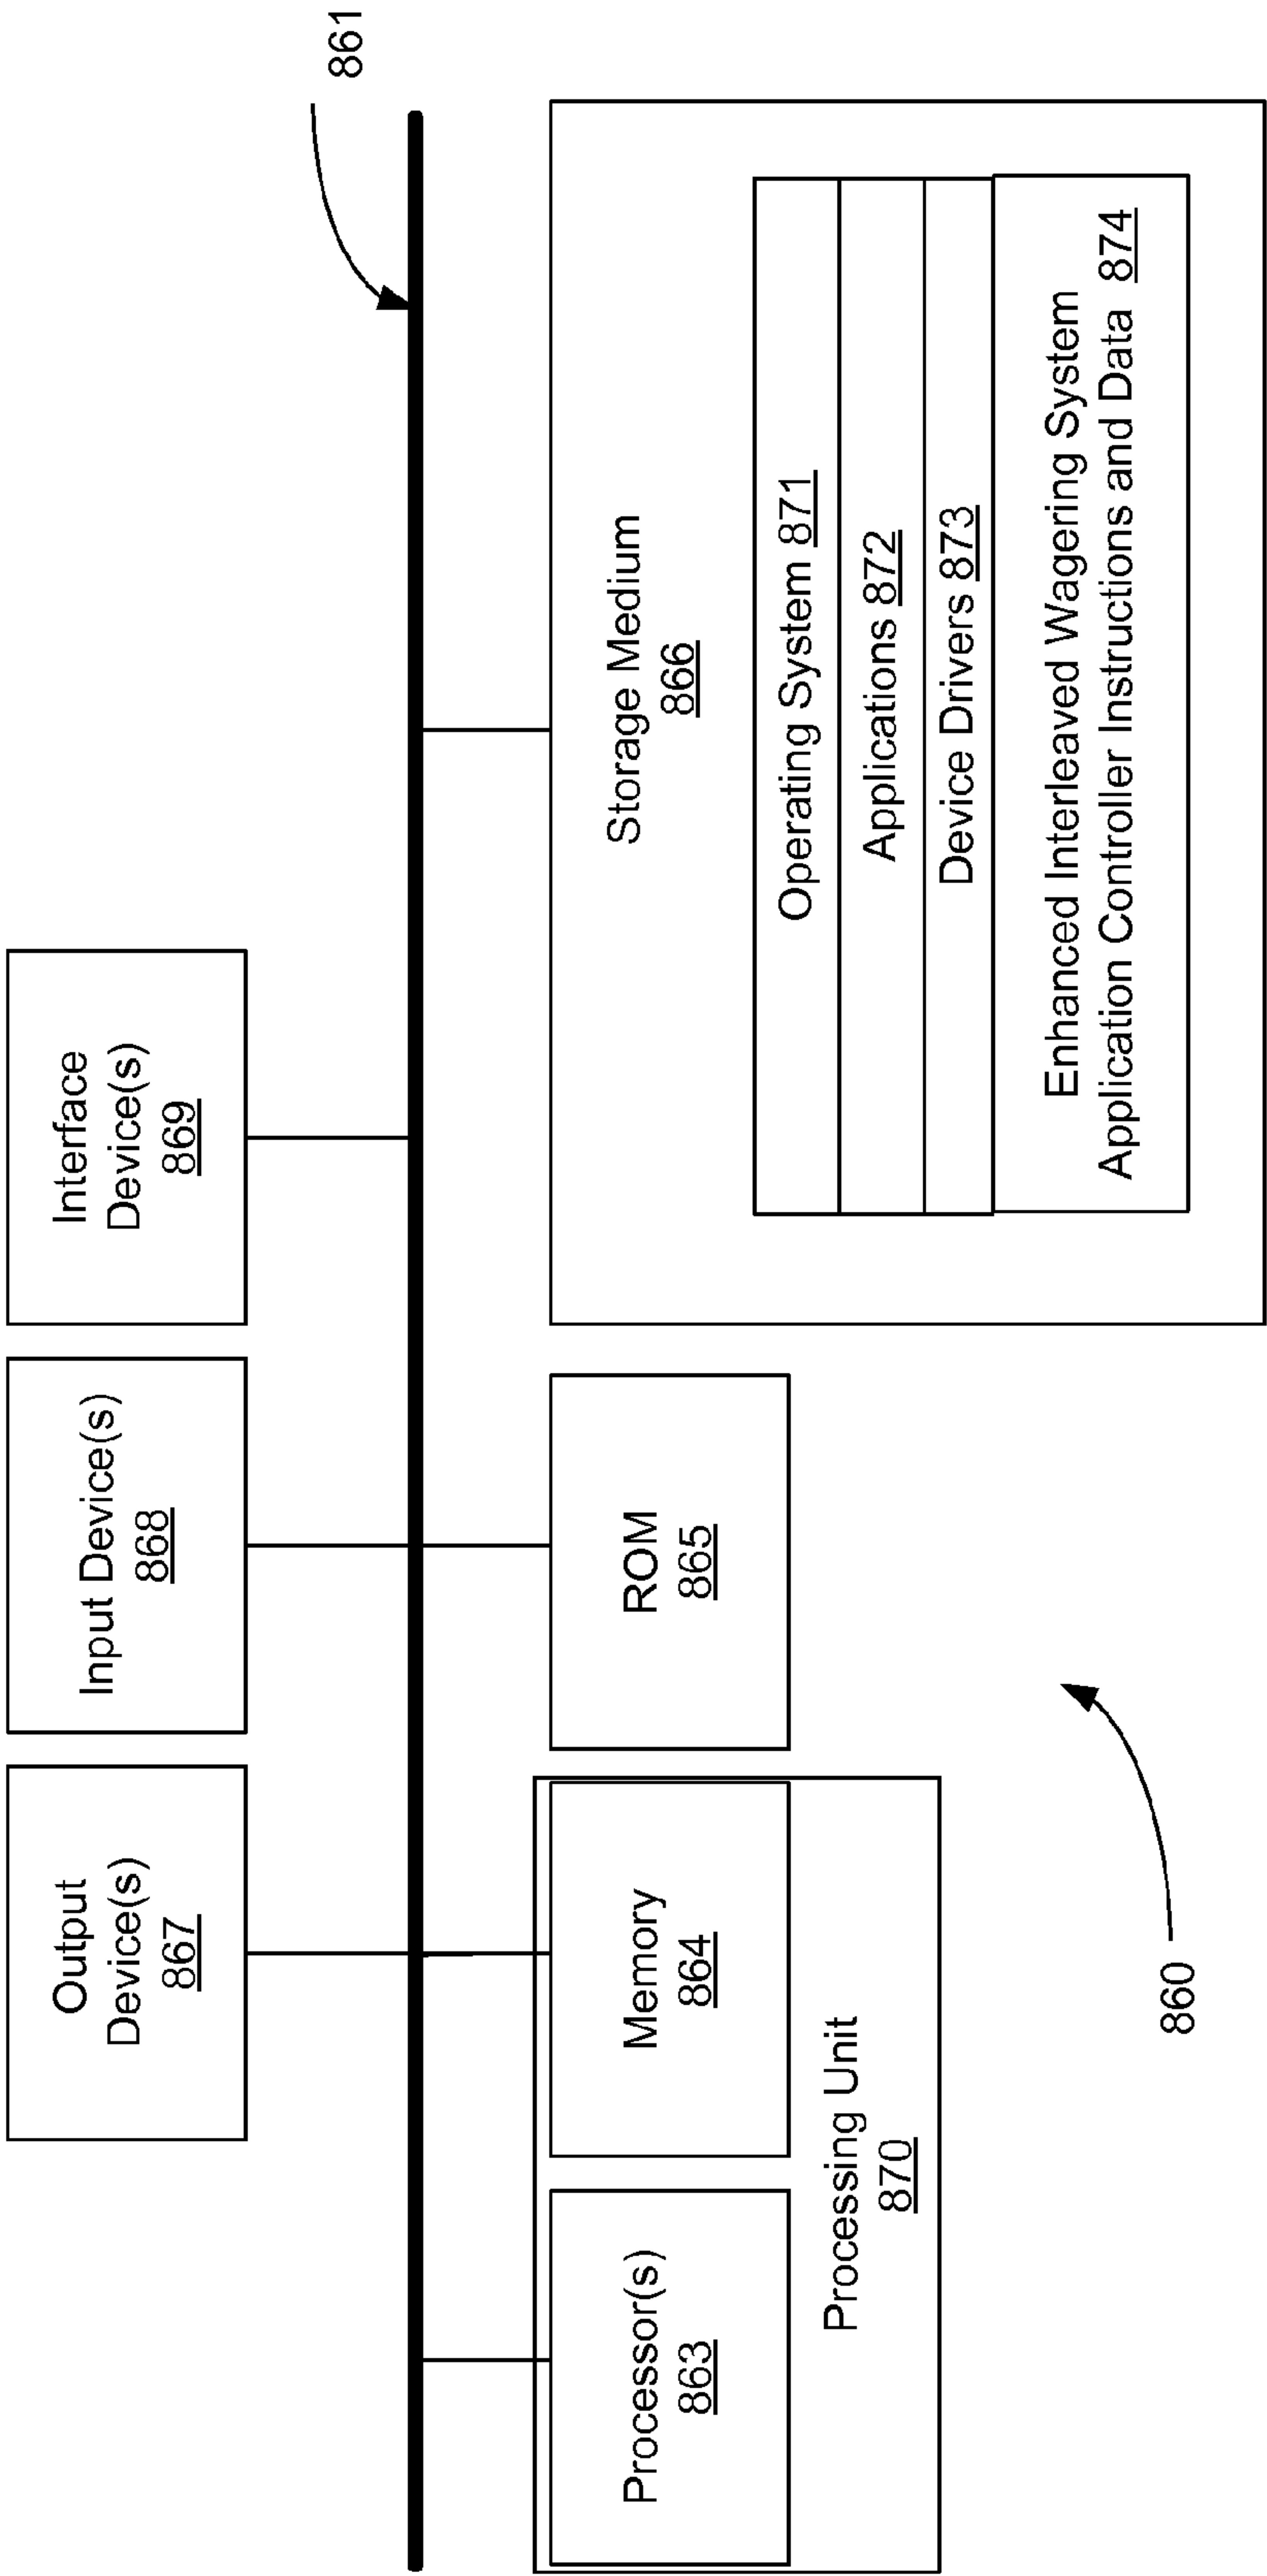 861
Output
Device(s)
867
Input Device(s)
868
Interface
Device(s)
869
Processor(s)
863
Memory
864
Processing Unit
870
ROM
865
Storage Medium
866
Operating System 871
Applications 872
Device Drivers 873
Enhanced Interleaved Wagering System
Application Controller Instructions and Data 874
860